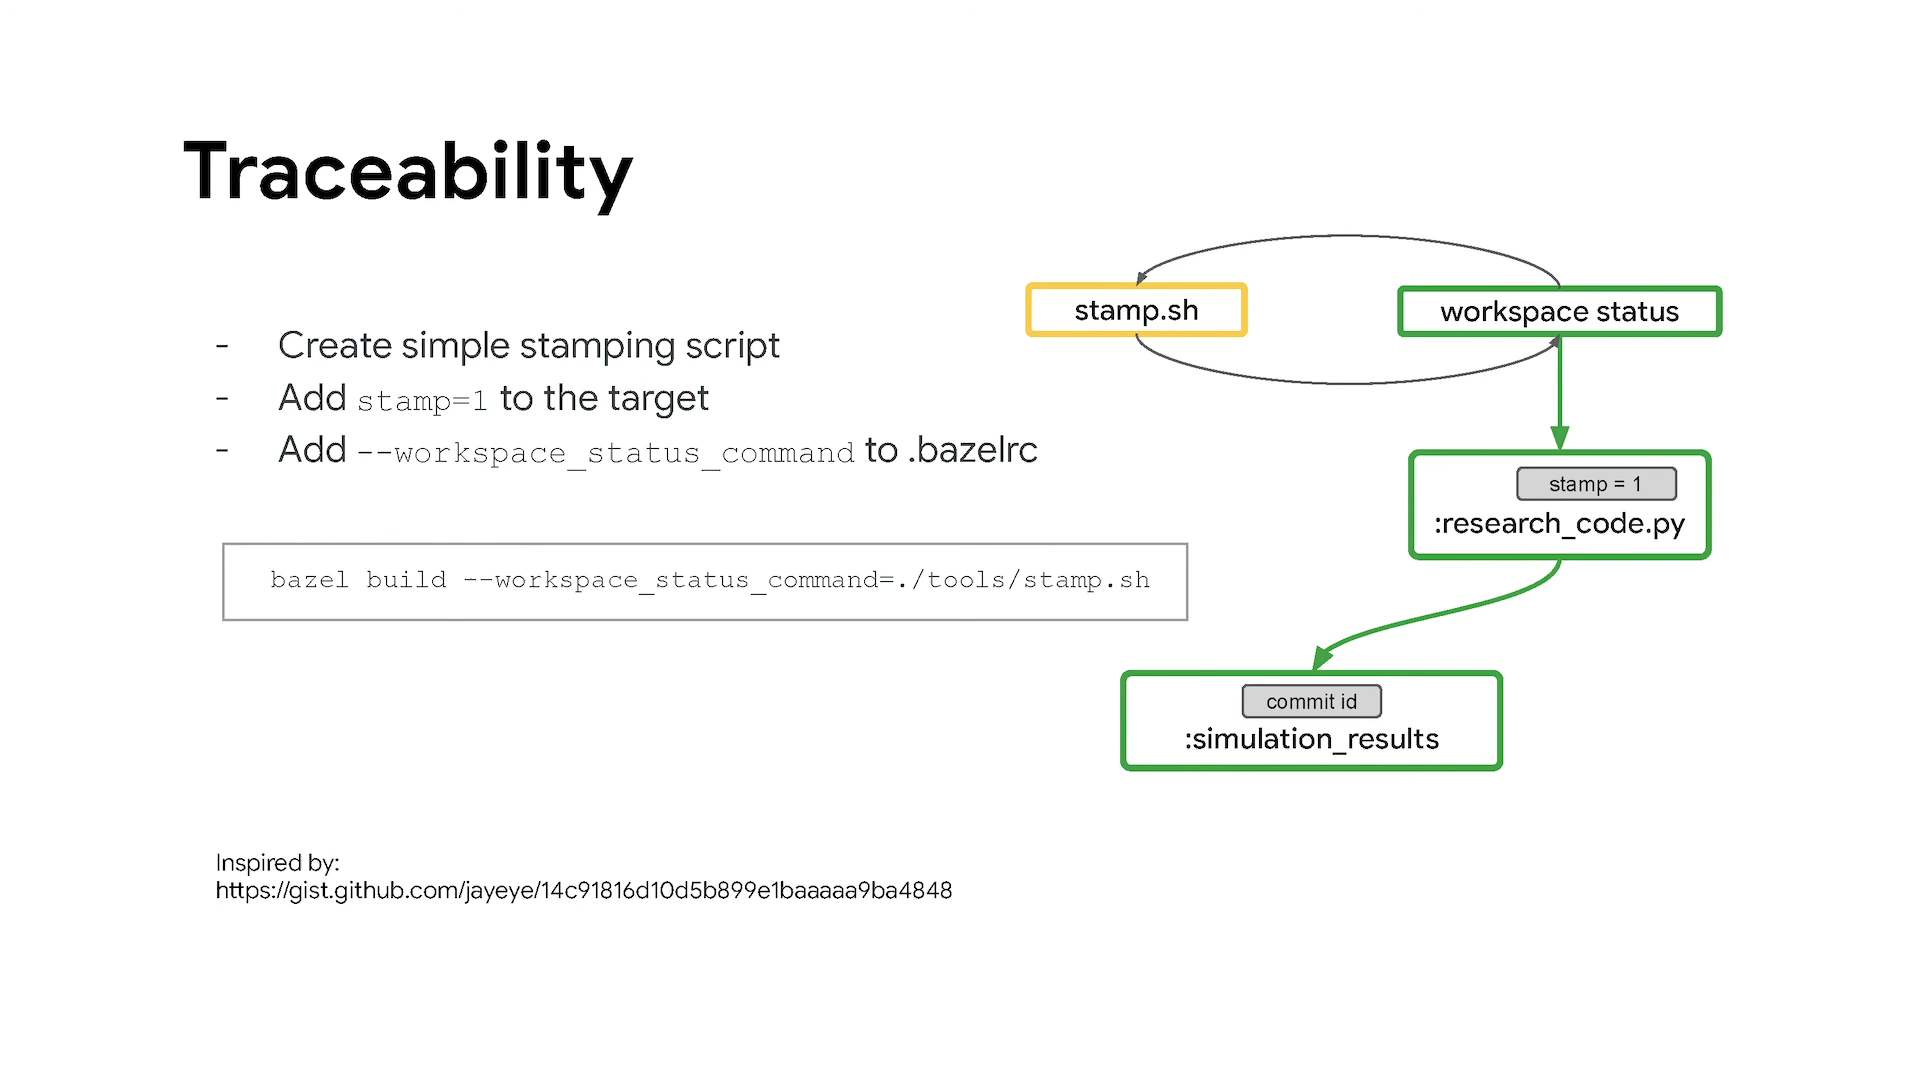 Traceability
- Create simple stamping script
- Add stamp=1 to the target
- Add --workspace_status_command to .bazelrc
bazel build --workspace_status_command=./tools/stamp.sh
stamp.sh
workspace status
stamp = 1
:research_code.py
commit id
:simulation_results
Inspired by:
https://gist.github.com/jayeye/14c91816d10d5b899e1baaaaa9ba4848